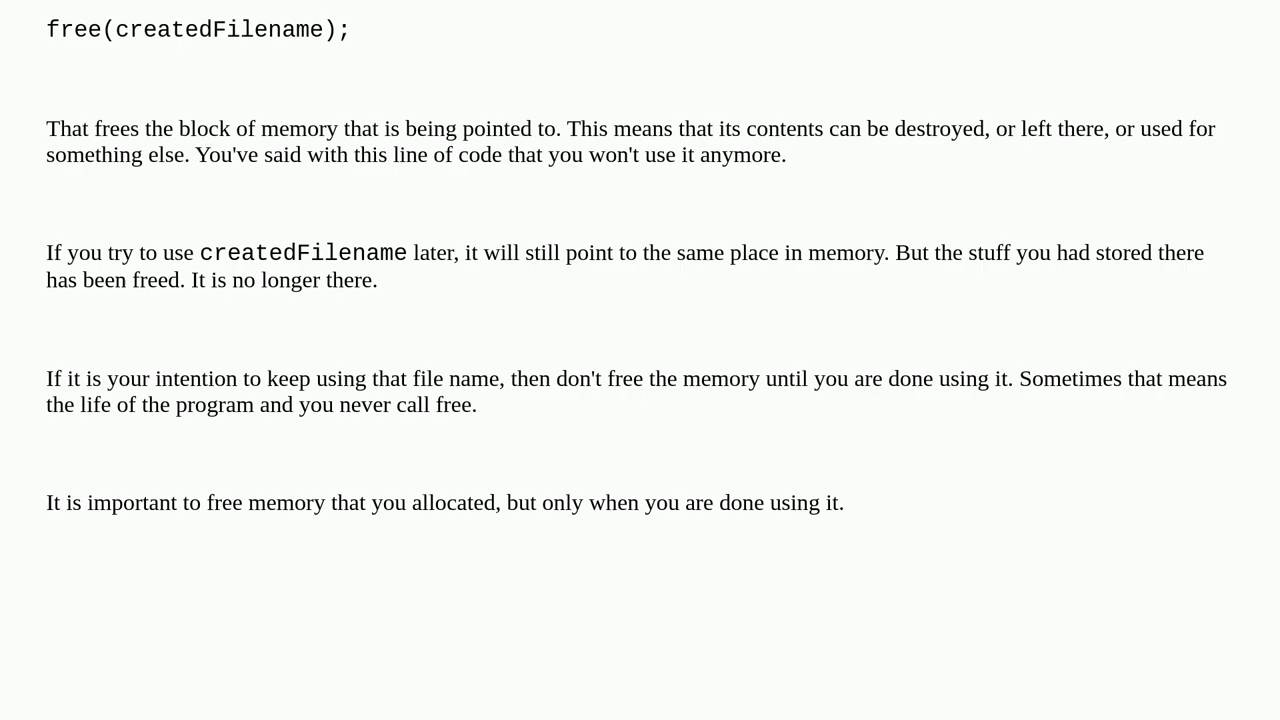 free(createdFilename);
That frees the block of memory that is being pointed to. This means that its contents can be destroyed, or left there, or used for
something else. You've said with this line of code that you won't use it anymore.
If you try to use createdFilename later, it will still point to the same place in memory. But the stuff you had stored there
has been freed. It is no longer there.
If it is your intention to keep using that file name, then don't free the memory until you are done using it. Sometimes that means
the life of the program and you never call free.
It is important to free memory that you allocated, but only when you are done using it.